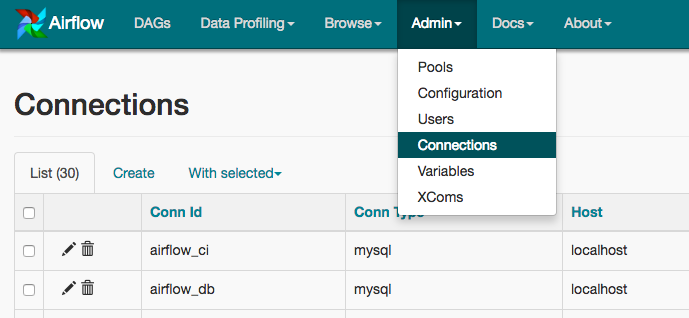 Airflow DAGs Data Profiling Browse Admin Docs About
Pools
Configuration
Users
Connections
Variables
XComs
Connections
List (30) Create With selected
Conn Id Conn Type Host
airflow_ci mysql localhost
airflow_db mysql localhost